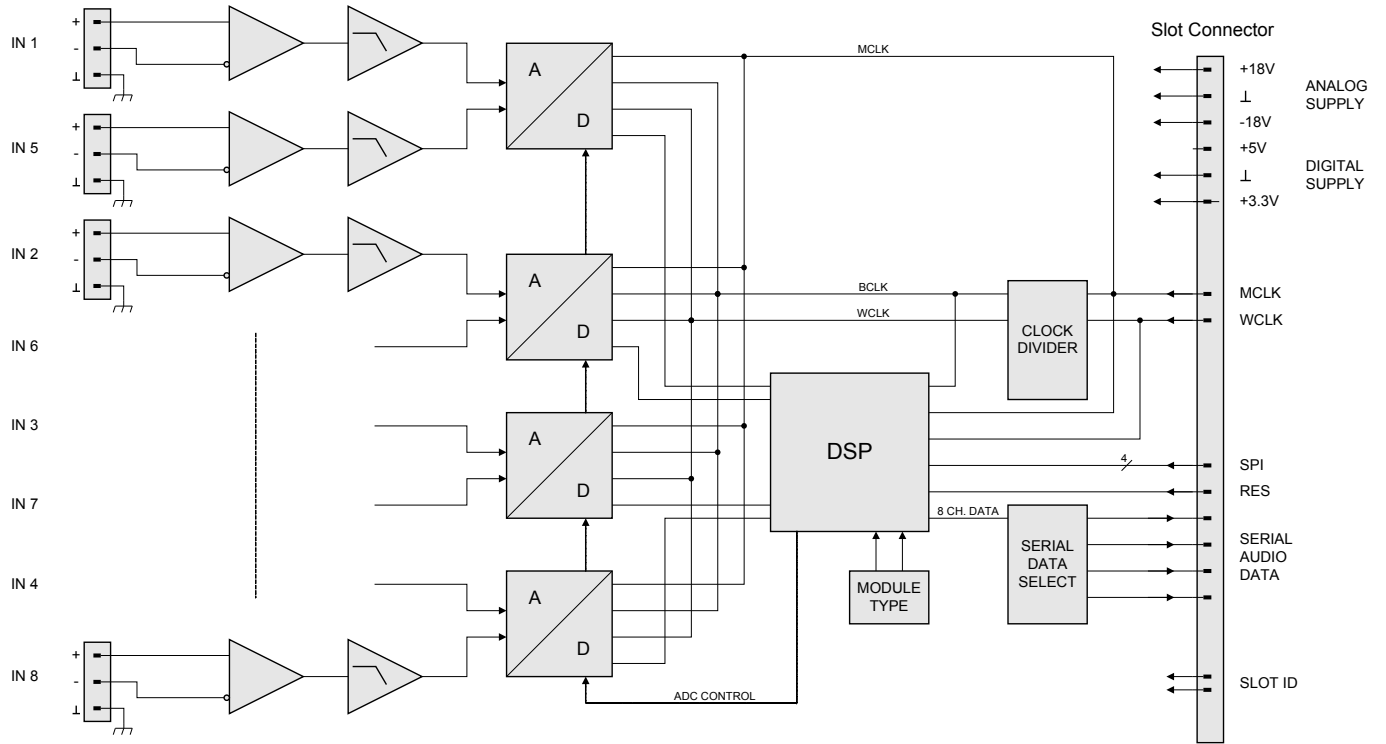 Slot Connector
IN 1
+
-
⊥
A
D
MCLK
+18V
⊥
-18V
ANALOG
SUPPLY
IN 5
+
-
⊥
+5V
⊥
+3.3V
DIGITAL
SUPPLY
IN 2
+
-
⊥
A
D
BCLK
WCLK
CLOCK
DIVIDER
MCLK
WCLK
IN 6
IN 3
A
D
DSP
4
SPI
RES
IN 7
8 CH. DATA
SERIAL
DATA
SELECT
SERIAL
AUDIO
DATA
IN 4
A
D
MODULE
TYPE
IN 8
+
-
⊥
ADC CONTROL
SLOT ID